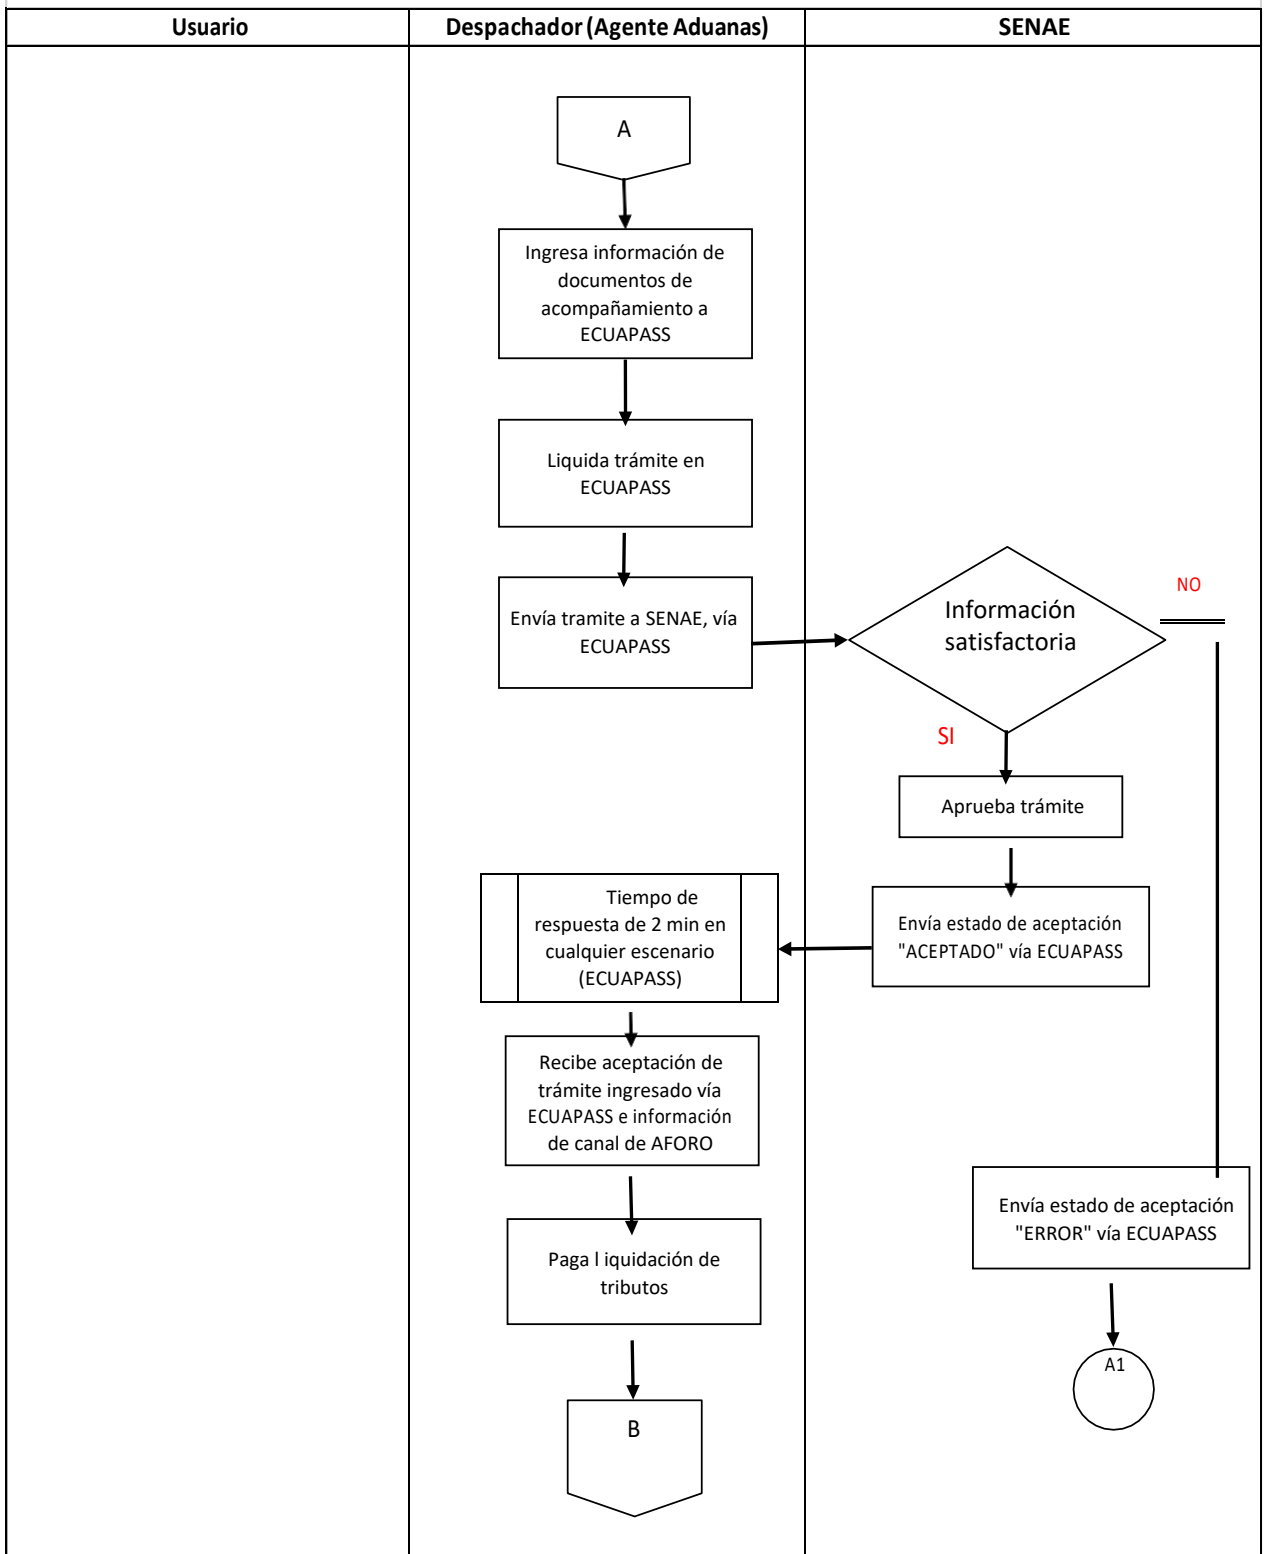 Usuario
Despachador (Agente Aduanas)
SENAE
A
Ingresa información de
documentos de
acompañamiento a
ECUAPASS
Liquida trámite en
ECUAPASS
Envía tramite a SENAE, vía
ECUAPASS
Información
satisfactoria
NO
SI
Aprueba trámite
Envía estado de aceptación
"ACEPTADO" vía ECUAPASS
Tiempo de
respuesta de 2 min en
cualquier escenario
(ECUAPASS)
Recibe aceptación de
trámite ingresado vía
ECUAPASS e información
de canal de AFORO
Envía estado de aceptación
"ERROR" vía ECUAPASS
Paga l iquidación de
tributos
A1
B